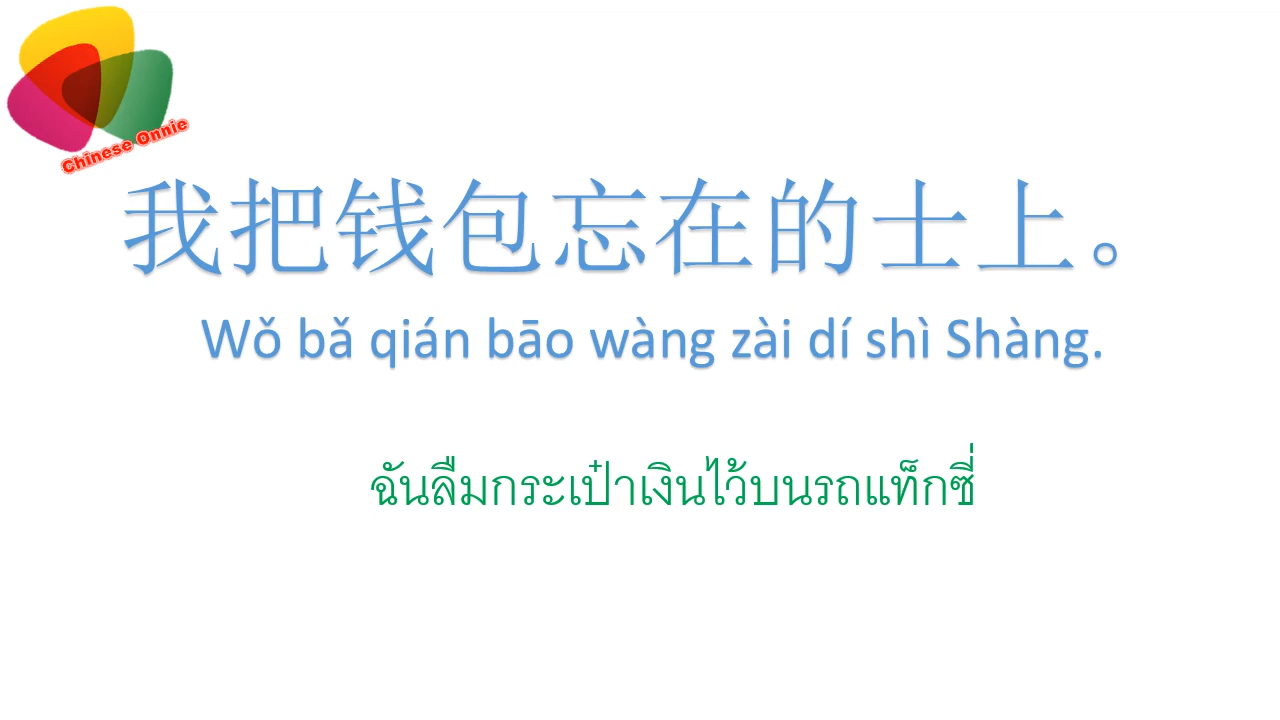 Chinese Onnie
我把钱包忘在的士上。
Wǒ bǎ qián bāo wàng zài dí shì Shàng.
ฉันลืมกระเป๋าเงินไว้บนรถแท็กซี่